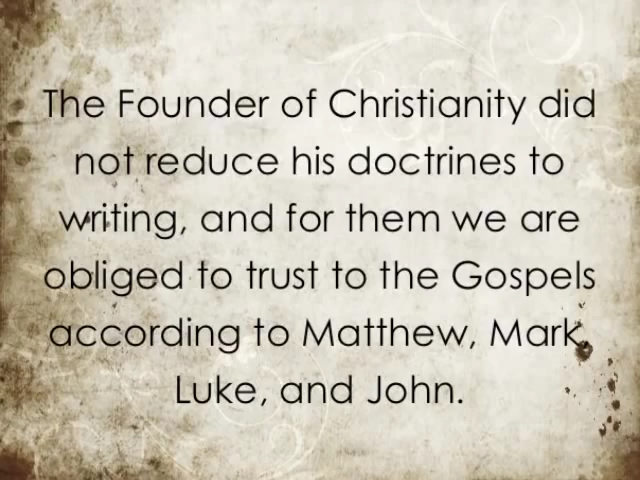 The Founder of Christianity did
not reduce his doctrines to
writing, and for them we are
obliged to trust to the Gospels
according to Matthew, Mark,
Luke, and John.